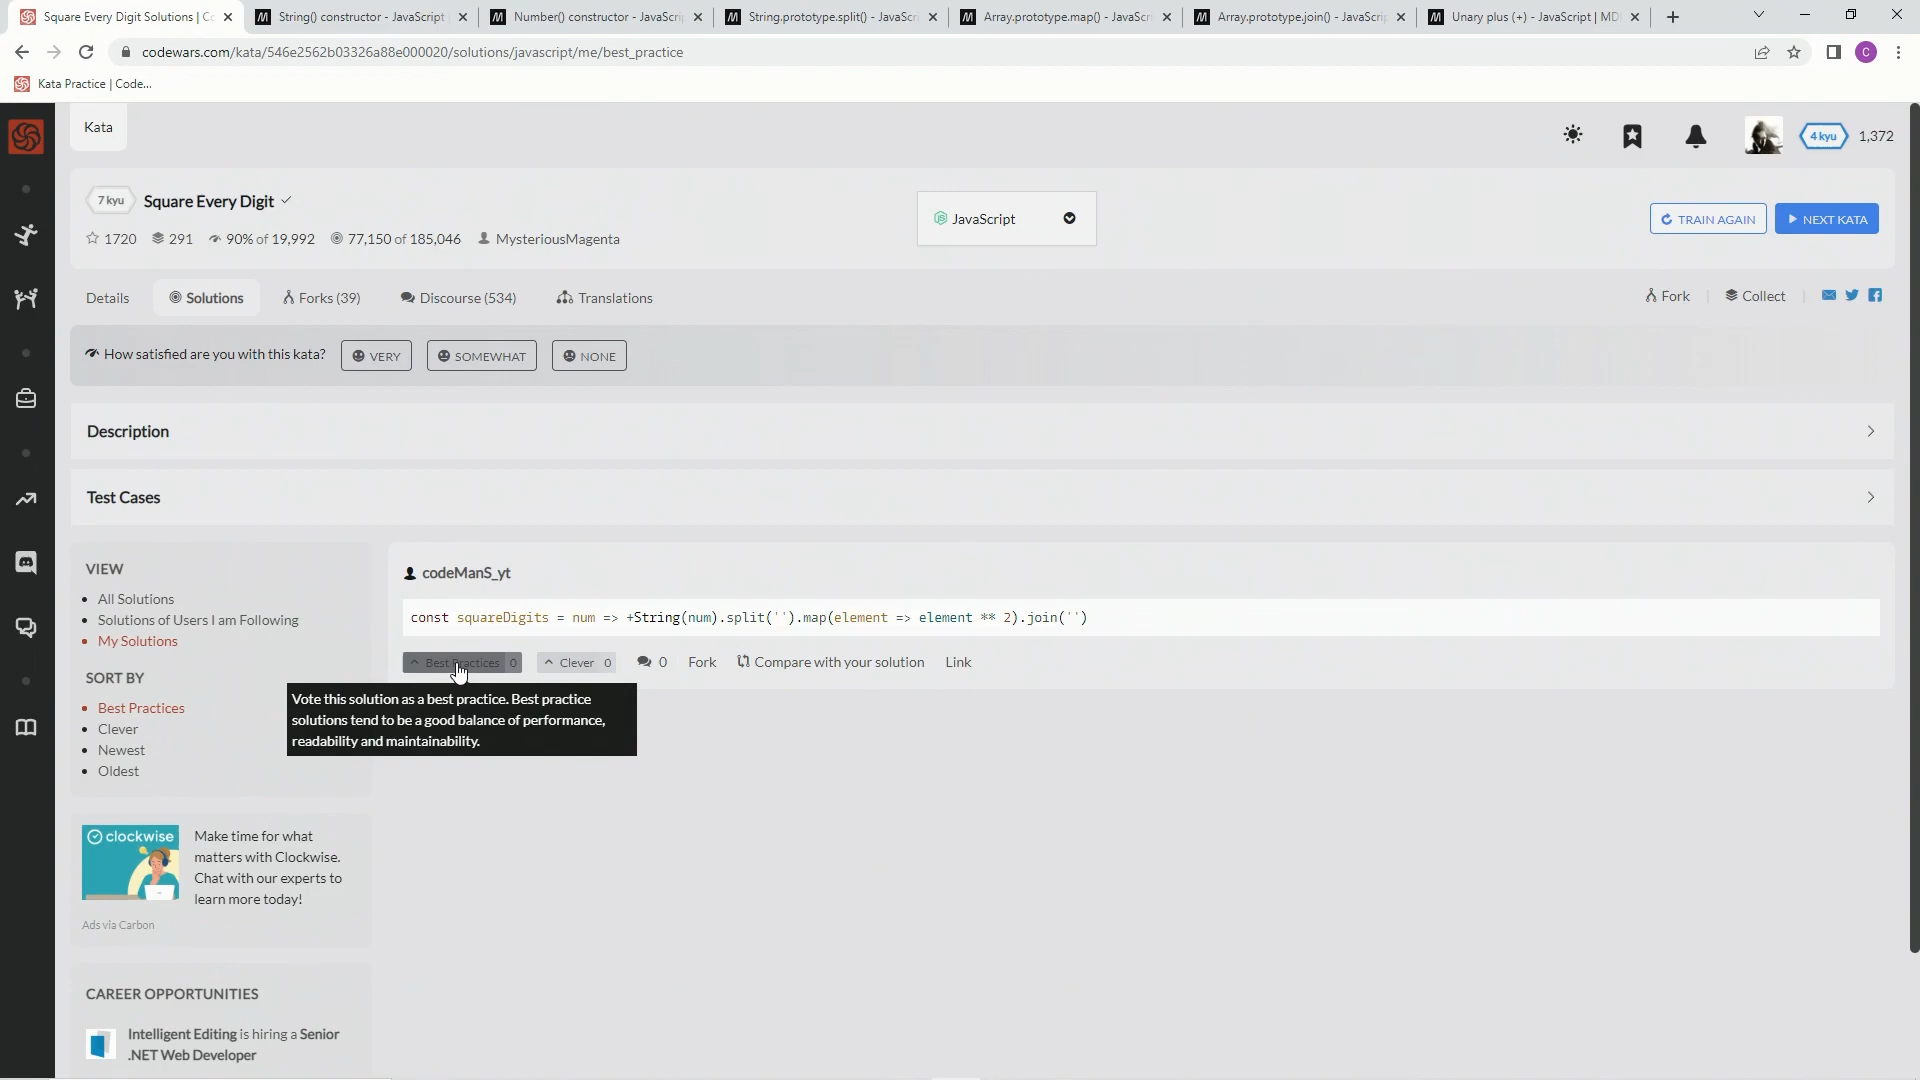 Square Every Digit Solutions | Co
String() constructor - JavaScript
Number() constructor - JavaScrip
String.prototype.split() - JavaScri
Array.prototype.map() - JavaScr
Array.prototype.join() - JavaScrip
Unary plus (+) - JavaScript | MD
codewars.com/kata/546e2562b03326a88e000020/solutions/javascript/me/best_practice
C
Kata Practice | Code...
Kata
4 kyu
1,372
7 kyu
Square Every Digit
JavaScript
TRAIN AGAIN
NEXT KATA
1720
291
90% of 19,992
77,150 of 185,046
MysteriousMagenta
Details
Solutions
Forks (39)
Discourse (534)
Translations
Fork
Collect
How satisfied are you with this kata?
VERY
SOMEWHAT
NONE
Description
Test Cases
VIEW
All Solutions
Solutions of Users I am Following
My Solutions
SORT BY
Best Practices
Clever
Newest
Oldest
codeManS_yt
const squareDigits = num => +String(num).split('').map(element => element ** 2).join('')
Best Practices 0
Clever 0
0
Fork
Compare with your solution
Link
Vote this solution as a best practice. Best practice
solutions tend to be a good balance of performance,
readability and maintainability.
clockwise
Make time for what
matters with Clockwise.
Chat with our experts to
learn more today!
Ads via Carbon
CAREER OPPORTUNITIES
Intelligent Editing is hiring a Senior
.NET Web Developer